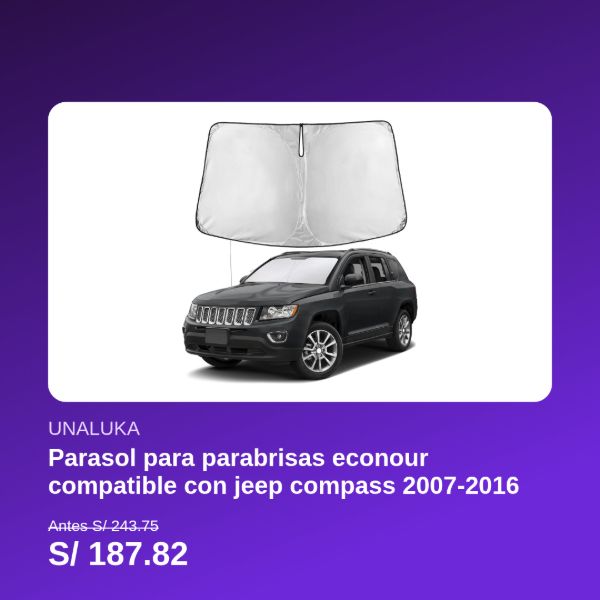 UNALUKA
Parasol para parabrisas econour
compatible con jeep compass 2007-2016
Antes S/ 243.75
S/ 187.82